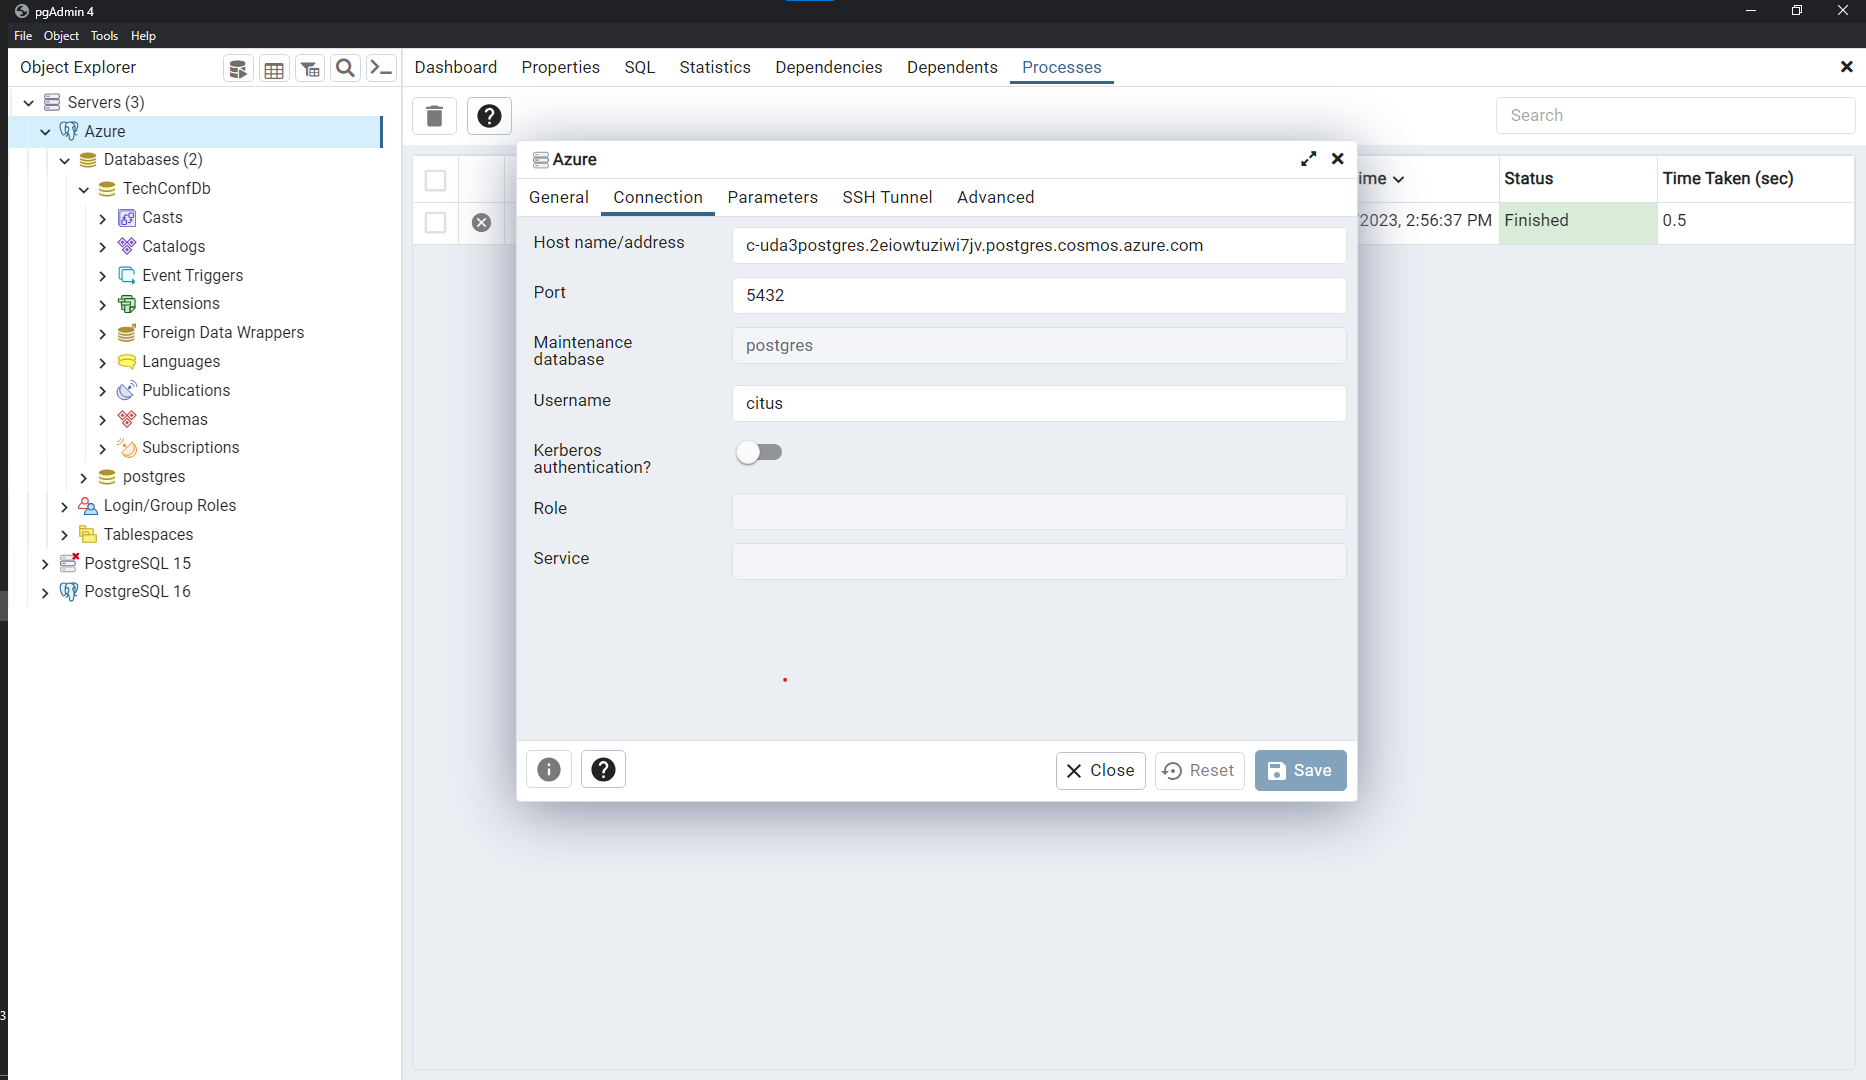 pgAdmin 4
File Object Tools Help
Object Explorer
Dashboard Properties SQL Statistics Dependencies Dependents Processes
Servers (3)
Azure
Databases (2)
TechConfDb
Casts
Catalogs
Event Triggers
Extensions
Foreign Data Wrappers
Languages
Publications
Schemas
Subscriptions
postgres
Login/Group Roles
Tablespaces
PostgreSQL 15
PostgreSQL 16
3
Search
ime Status Time Taken (sec)
/2023, 2:56:37 PM Finished 0.5
Azure
General Connection Parameters SSH Tunnel Advanced
Host name/address c-uda3postgres.2eiowtuziwi7jv.postgres.cosmos.azure.com
Port 5432
Maintenance
database postgres
Username citus
Kerberos
authentication?
Role
Service
Close Reset Save